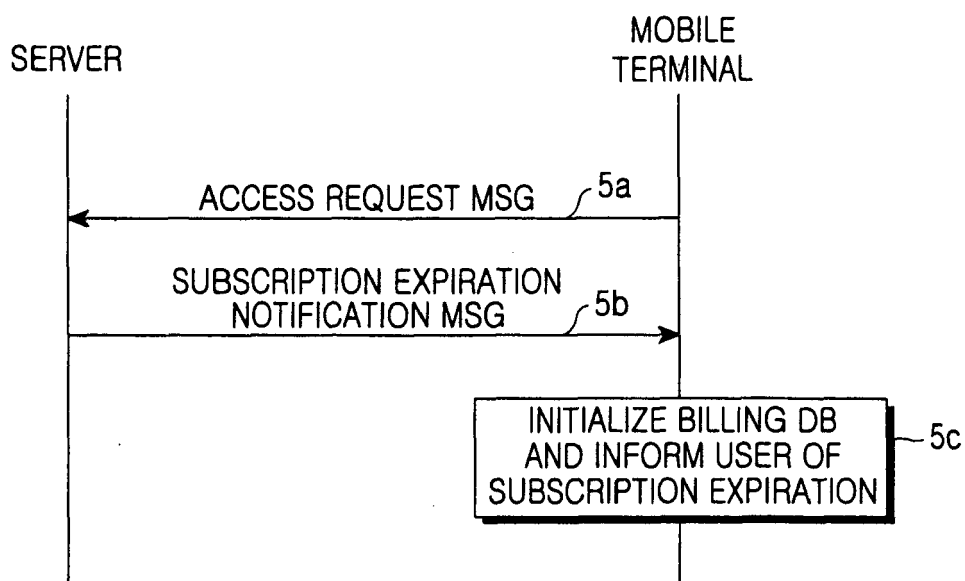 SERVER
MOBILE
TERMINAL
ACCESS REQUEST MSG
5a
SUBSCRIPTION EXPIRATION
NOTIFICATION MSG
5b
INITIALIZE BILLING DB
AND INFORM USER OF
SUBSCRIPTION EXPIRATION
5c